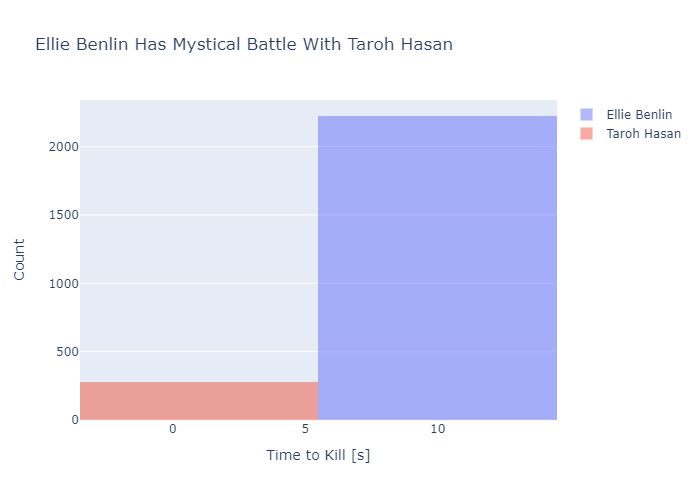 Ellie Benlin Has Mystical Battle With Taroh Hasan
Ellie Benlin
Taroh Hasan
2000
1500
1000
500
0
Count
0 5 10
Time to Kill [s]